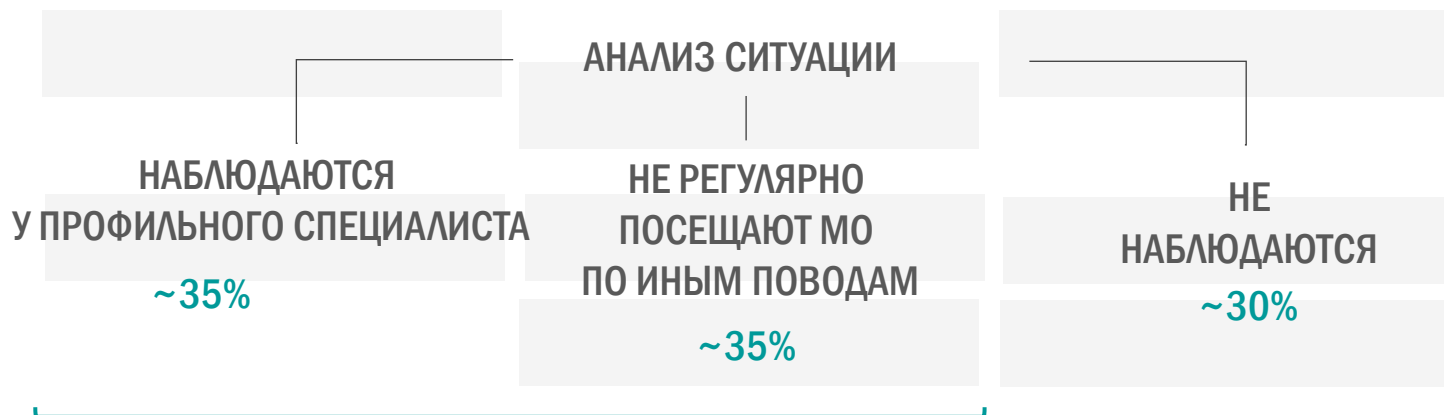 АНАЛИЗ СИТУАЦИИ
НАБЛЮДАЮТСЯ
У ПРОФИЛЬНОГО СПЕЦИАЛИСТА
~35%
НЕ РЕГУЛЯРНО
ПОСЕЩАЮТ МО
ПО ИНЫМ ПОВОДАМ
~35%
НЕ
НАБЛЮДАЮТСЯ
~30%